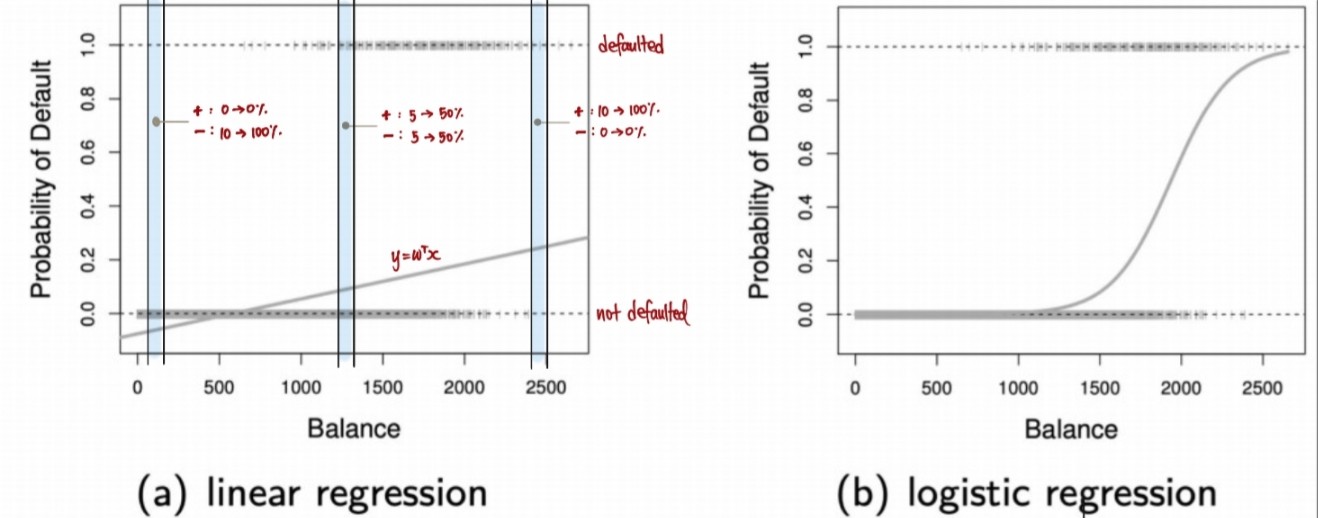 Probability of Default
1.0
0.8
0.6
0.4
0.2
0.0
0
500
1000
1500
2000
2500
Balance
defaulted
+ : 0 → 0%.
- : 10 → 100%.
+ : 5 → 50%
- : 5 → 50%
+ : 10 → 100%.
- : 0 → 0%.
y = wᵀx
not defaulted
(a) linear regression
Probability of Default
1.0
0.8
0.6
0.4
0.2
0.0
0
500
1000
1500
2000
2500
Balance
(b) logistic regression